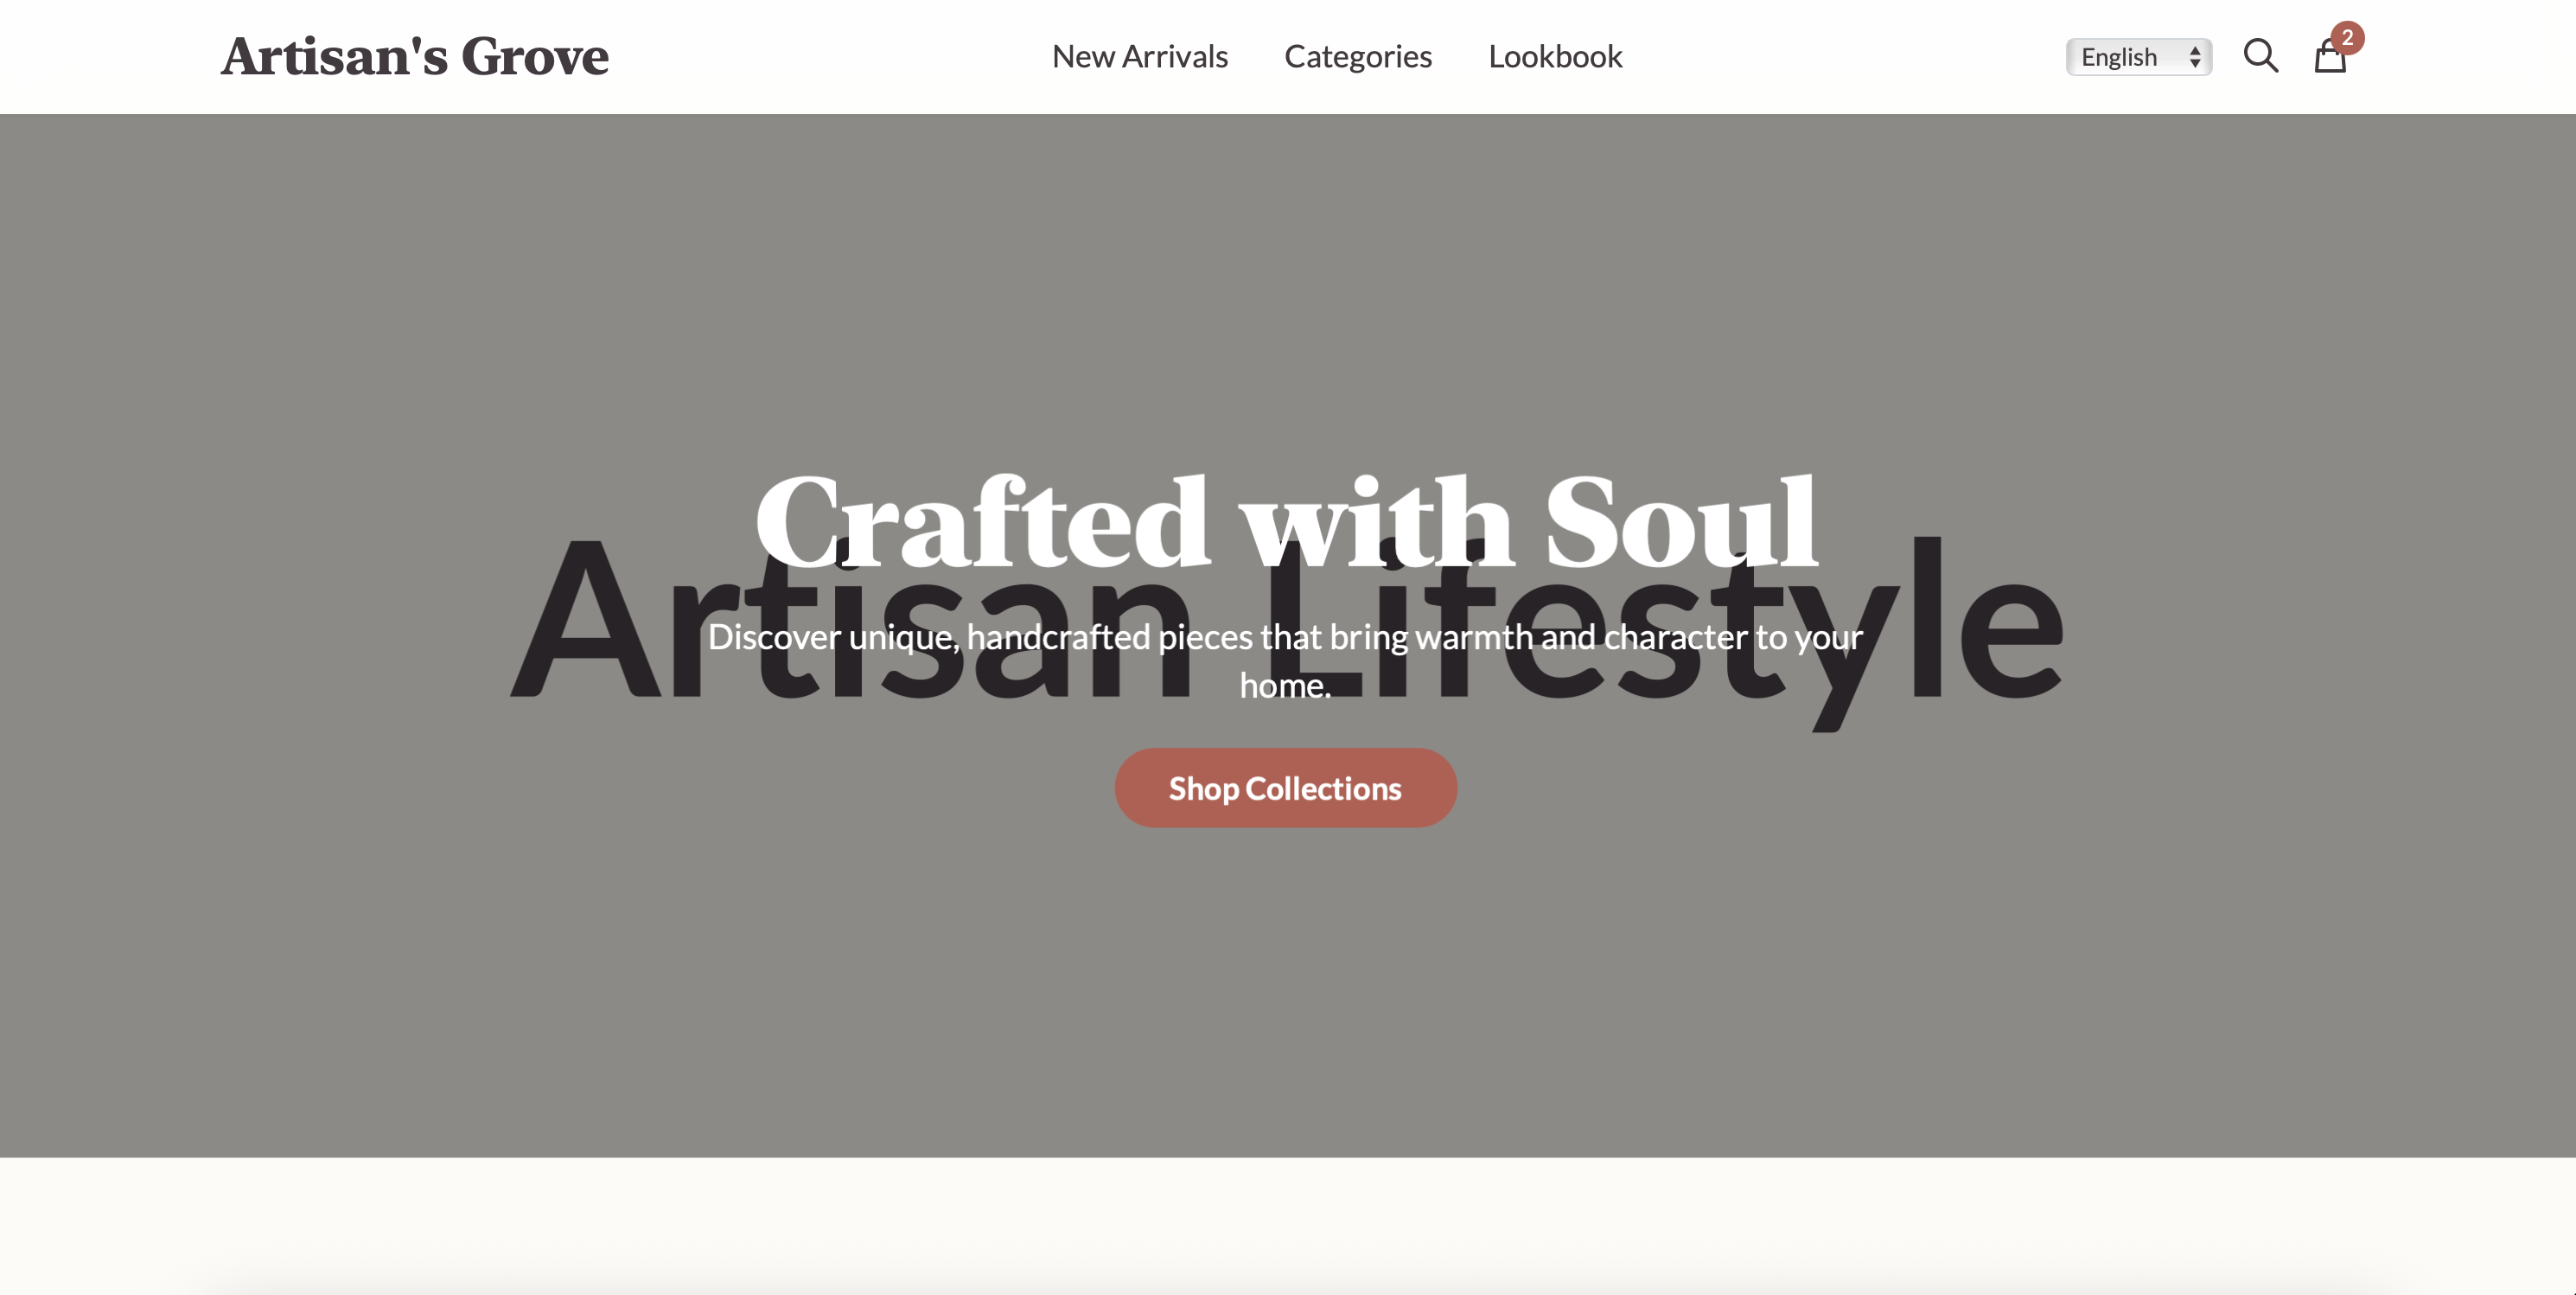 Artisan's Grove
New Arrivals
Categories
Lookbook
English
2
Crafted with Soul
Artisan Lifestyle
Discover unique, handcrafted pieces that bring warmth and character to your
home.
Shop Collections